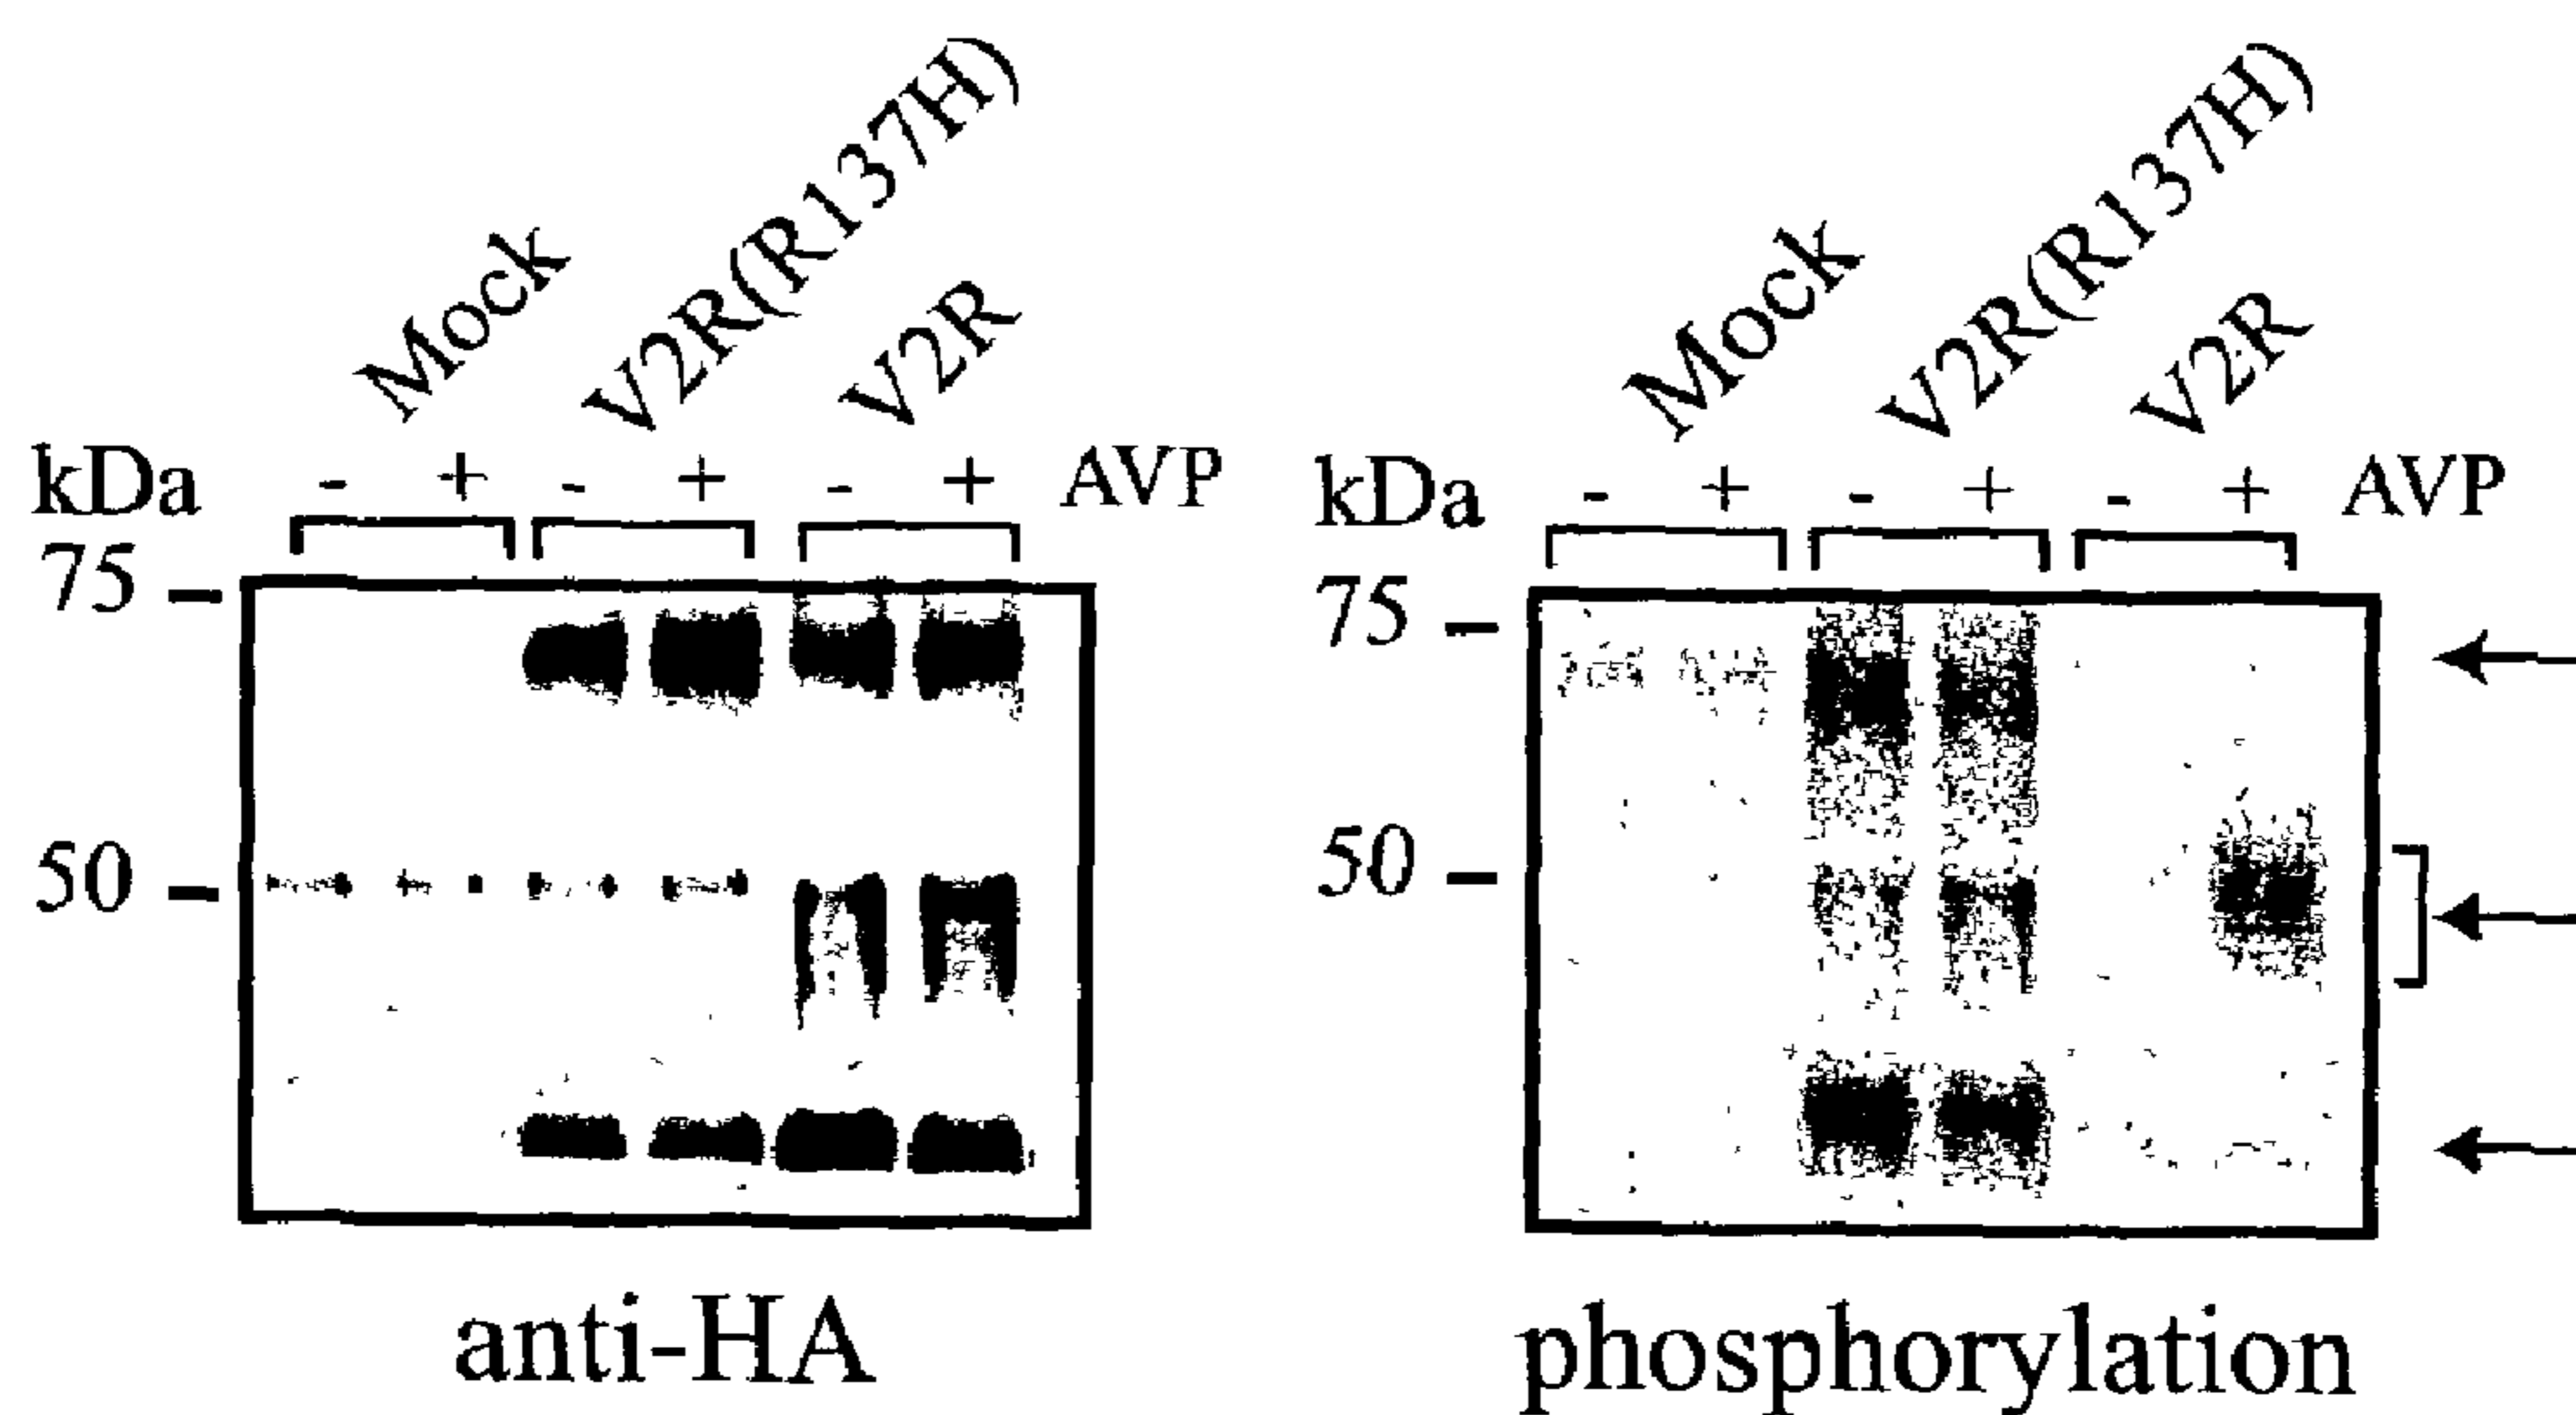 Mock V2R(R137H) V2R
kDa - + - + - + AVP
75
50
anti-HA
Mock V2R(R137H) V2R
kDa - + - + - + AVP
75
50
phosphorylation